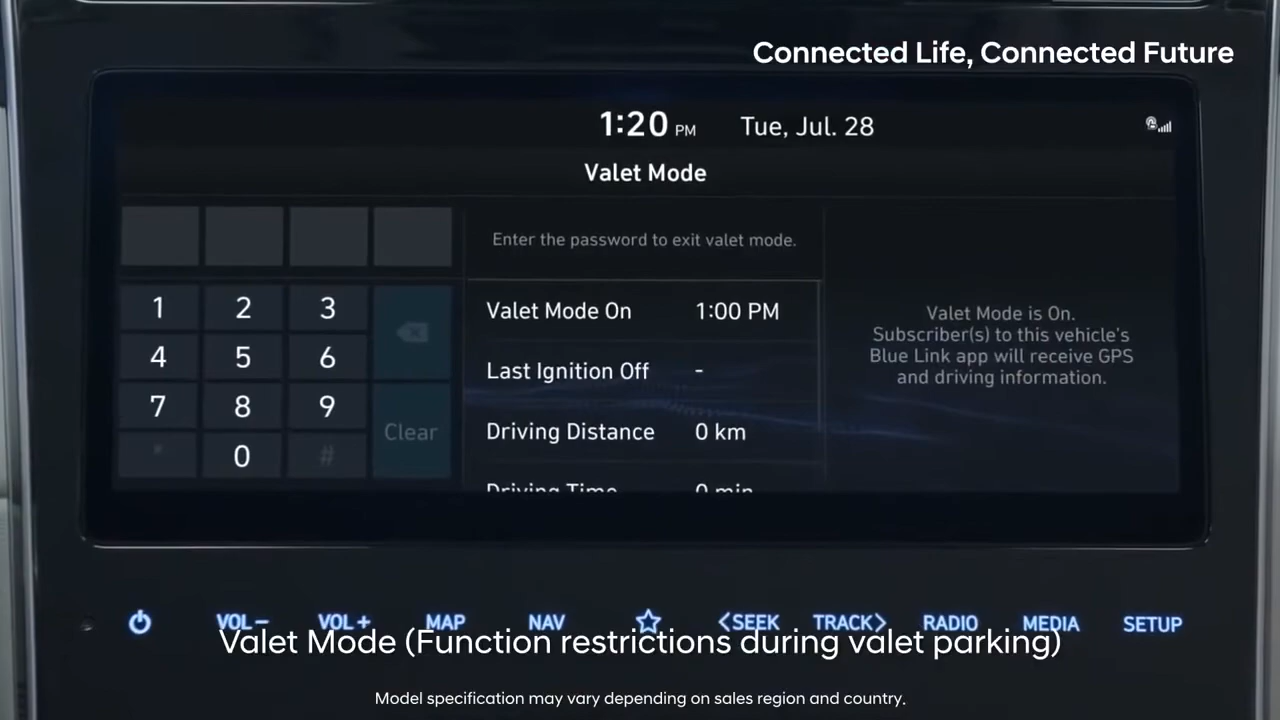 Connected Life, Connected Future
1:20 PM Tue, Jul. 28
Valet Mode
Enter the password to exit valet mode.
1 2 3
4 5 6
7 8 9
* 0 #
Clear
Valet Mode On 1:00 PM
Last Ignition Off -
Driving Distance 0 km
Driving Time 0 min
Valet Mode is On.
Subscriber(s) to this vehicle's
Blue Link app will receive GPS
and driving information.
VOL− VOL+ MAP NAV <SEEK TRACK> RADIO MEDIA SETUP
Valet Mode (Function restrictions during valet parking)
Model specification may vary depending on sales region and country.